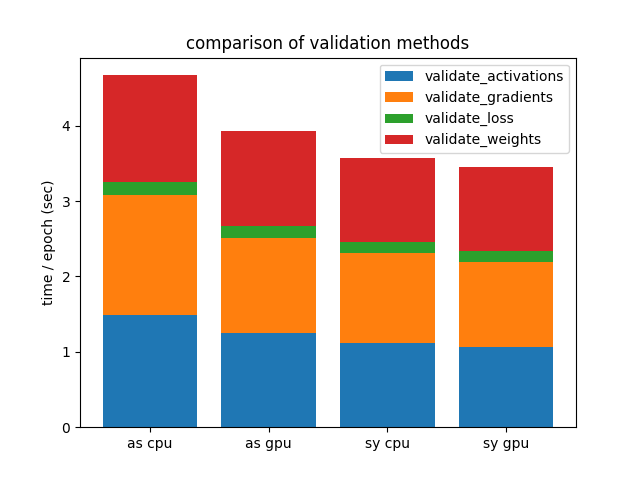 comparison of validation methods
validate_activations
validate_gradients
validate_loss
validate_weights
time / epoch (sec)
4
3
2
1
0
as cpu
as gpu
sy cpu
sy gpu